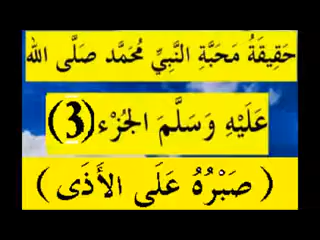 حَقِيقَةُ مَحَبَّةِ النَّبِيِّ مُحَمَّد صَلَّى الله
عَلَيْهِ وَسَلَّمَ الجُزْء(3)
( صَبْرُهُ عَلَى الأَذَى )